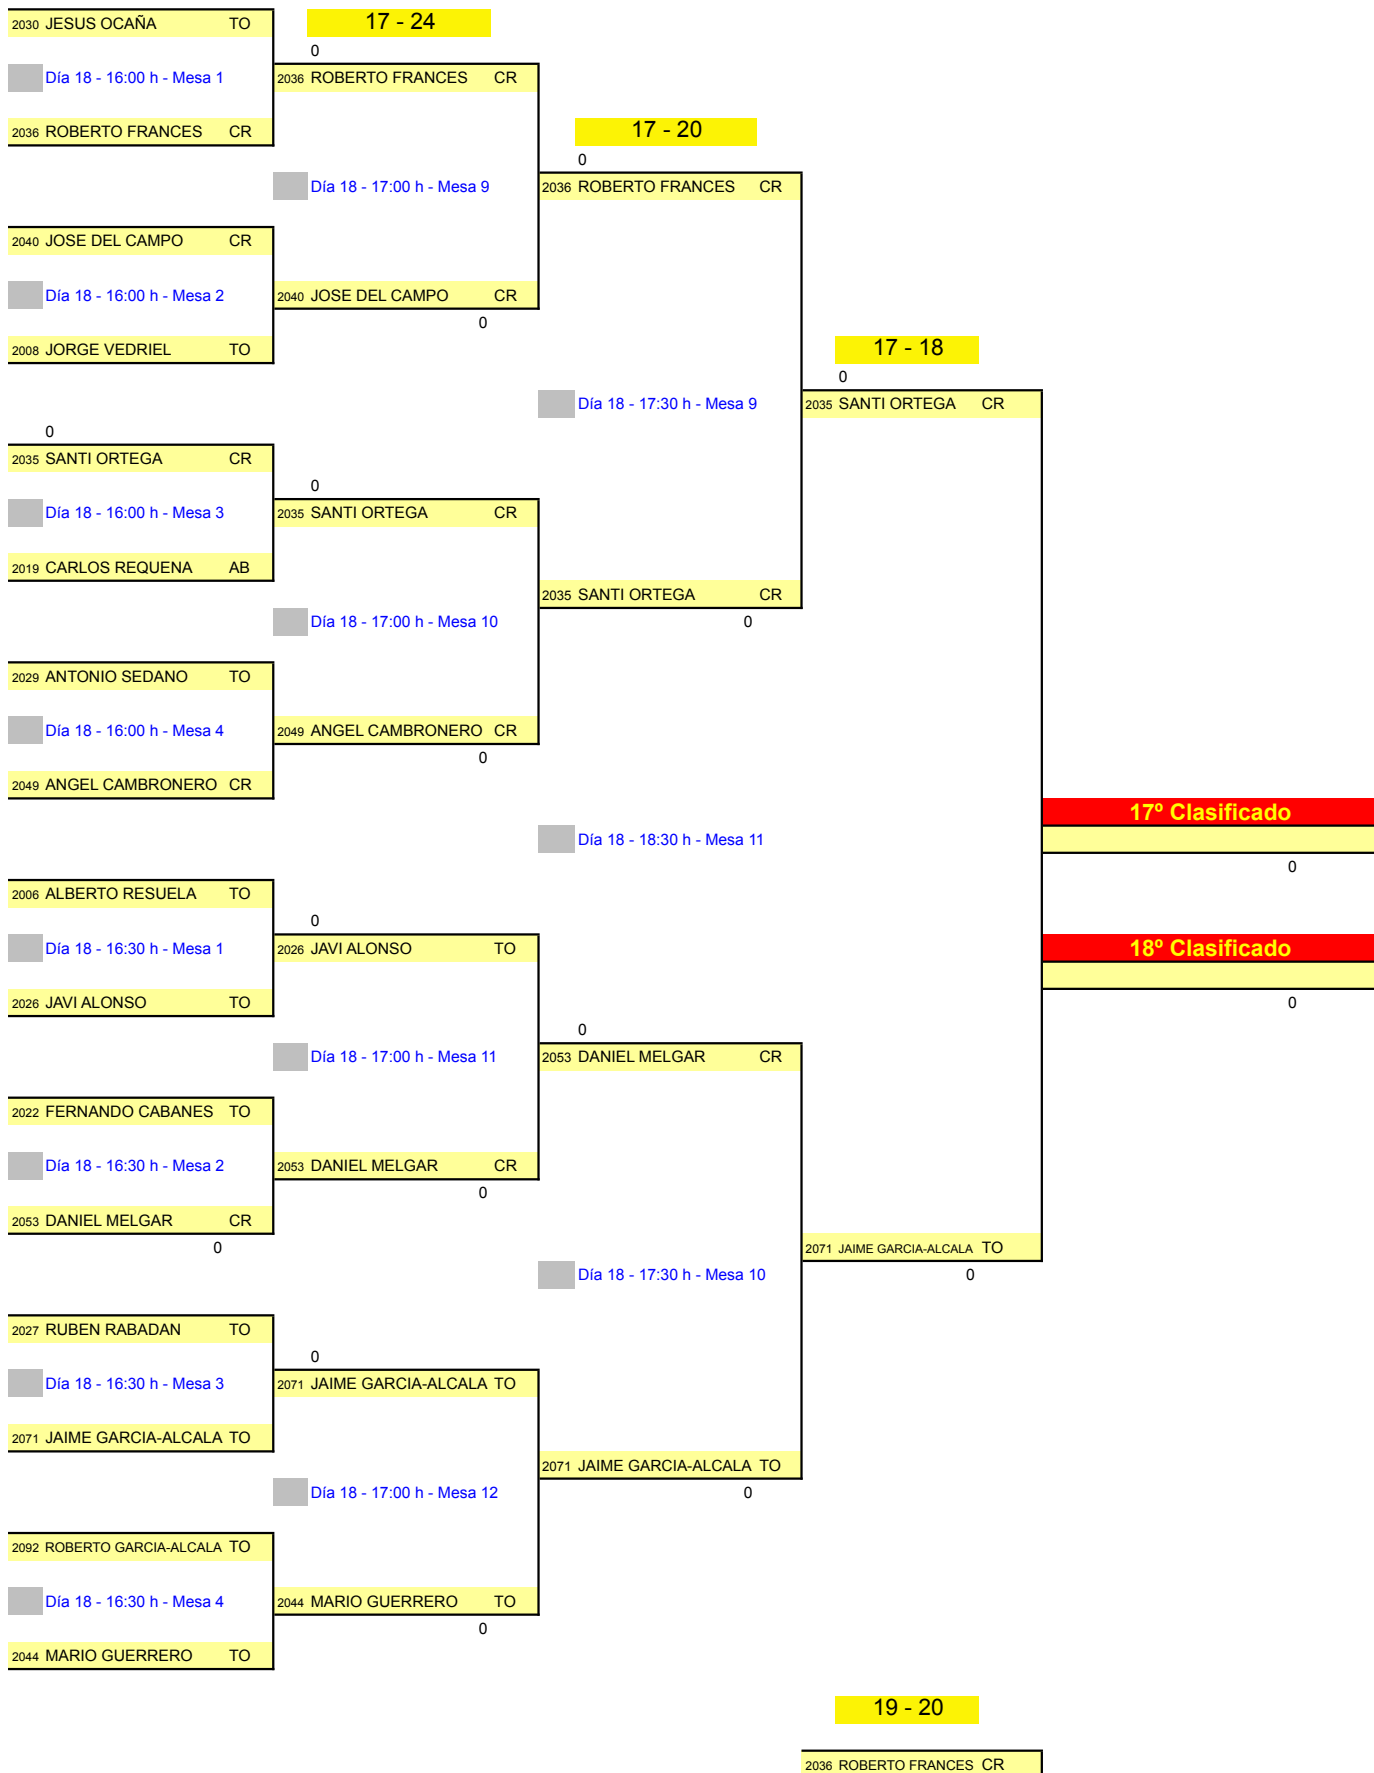 2030 JESUS OCAÑA TO
17 - 24
0
Día 18 - 16:00 h - Mesa 1
2036 ROBERTO FRANCES CR
2036 ROBERTO FRANCES CR
17 - 20
0
Día 18 - 17:00 h - Mesa 9
2036 ROBERTO FRANCES CR
2040 JOSE DEL CAMPO CR
Día 18 - 16:00 h - Mesa 2
2040 JOSE DEL CAMPO CR
0
2008 JORGE VEDRIEL TO
17 - 18
0
Día 18 - 17:30 h - Mesa 9
2035 SANTI ORTEGA CR
0
2035 SANTI ORTEGA CR
0
Día 18 - 16:00 h - Mesa 3
2035 SANTI ORTEGA CR
2019 CARLOS REQUENA AB
2035 SANTI ORTEGA CR
Día 18 - 17:00 h - Mesa 10
0
2029 ANTONIO SEDANO TO
Día 18 - 16:00 h - Mesa 4
2049 ANGEL CAMBRONERO CR
0
2049 ANGEL CAMBRONERO CR
17º Clasificado
Día 18 - 18:30 h - Mesa 11
0
2006 ALBERTO RESUELA TO
0
Día 18 - 16:30 h - Mesa 1
2026 JAVI ALONSO TO
18º Clasificado
2026 JAVI ALONSO TO
0
0
Día 18 - 17:00 h - Mesa 11
2053 DANIEL MELGAR CR
2022 FERNANDO CABANES TO
Día 18 - 16:30 h - Mesa 2
2053 DANIEL MELGAR CR
0
2053 DANIEL MELGAR CR
0
2071 JAIME GARCIA-ALCALA TO
Día 18 - 17:30 h - Mesa 10
0
2027 RUBEN RABADAN TO
0
Día 18 - 16:30 h - Mesa 3
2071 JAIME GARCIA-ALCALA TO
2071 JAIME GARCIA-ALCALA TO
2071 JAIME GARCIA-ALCALA TO
Día 18 - 17:00 h - Mesa 12
0
2092 ROBERTO GARCIA-ALCALA TO
Día 18 - 16:30 h - Mesa 4
2044 MARIO GUERRERO TO
0
2044 MARIO GUERRERO TO
19 - 20
2036 ROBERTO FRANCES CR